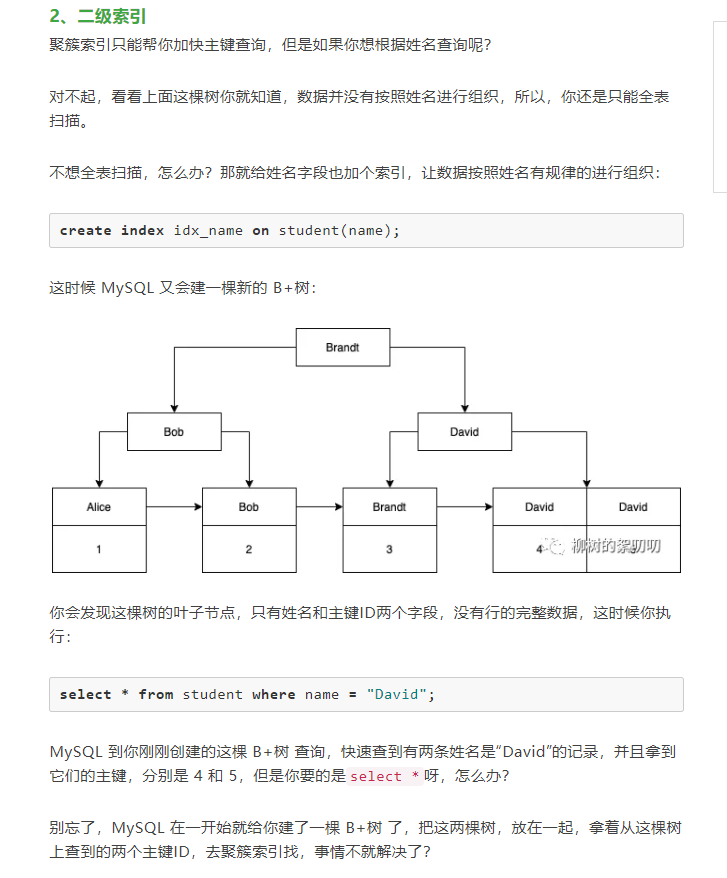 2、二级索引
聚簇索引只能帮你加快主键查询，但是如果你想根据姓名查询呢？
对不起，看看上面这棵树你就知道，数据并没有按照姓名进行组织，所以，你还是只能全表
扫描。
不想全表扫描，怎么办？那就给姓名字段也加个索引，让数据按照姓名有规律的进行组织：
create index idx_name on student(name);
这时候 MySQL 又会建一棵新的 B+树：
Brandt
Bob
David
Alice
Bob
Brandt
David
David
1
2
3
4
柳树的絮叨叨
你会发现这棵树的叶子节点，只有姓名和主键ID两个字段，没有行的完整数据，这时候你执
行：
select * from student where name = "David";
MySQL 到你刚刚创建的这棵 B+树 查询，快速查到有两条姓名是“David”的记录，并且拿到
它们的主键，分别是 4 和 5，但是你要的是 select * 呀，怎么办？
别忘了，MySQL 在一开始就给你建了一棵 B+树 了，把这两棵树，放在一起，拿着从这棵树
上查到的两个主键ID，去聚簇索引找，事情不就解决了？